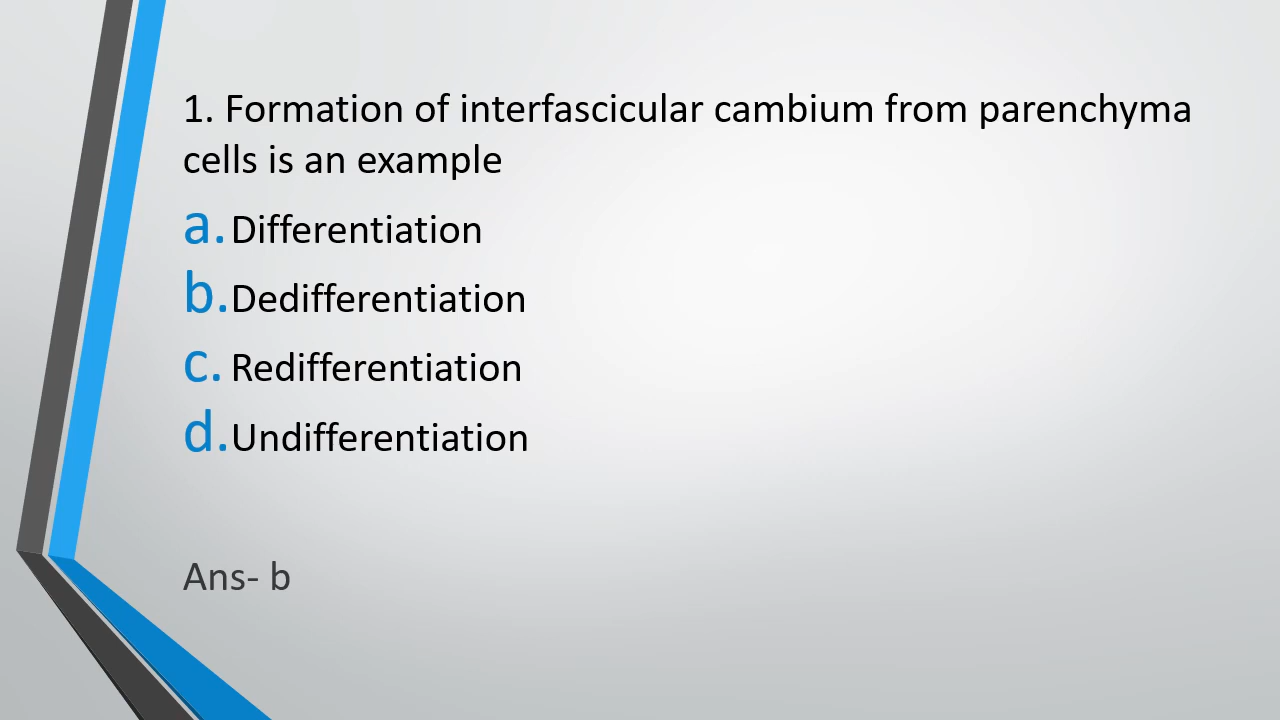 1. Formation of interfascicular cambium from parenchyma
cells is an example
a. Differentiation
b. Dedifferentiation
c. Redifferentiation
d. Undifferentiation
Ans- b